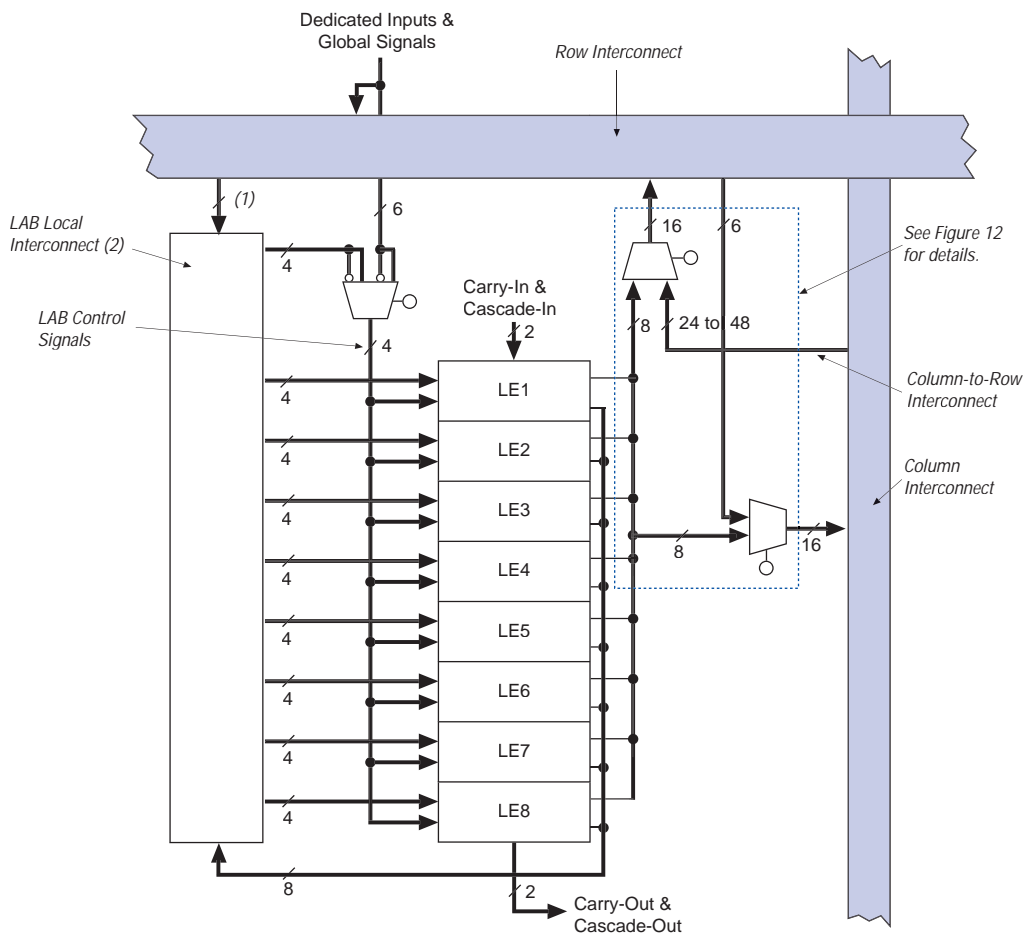 Dedicated Inputs &
Global Signals
Row Interconnect
(1)
6
16
6
LAB Local
Interconnect (2)
See Figure 12
for details.
4
Carry-In &
Cascade-In
LAB Control
Signals
4
2
8
24 to 48
Column-to-Row
Interconnect
4
LE1
4
LE2
Column
Interconnect
4
LE3
8
16
4
LE4
4
LE5
4
LE6
4
LE7
4
LE8
8
2
Carry-Out &
Cascade-Out